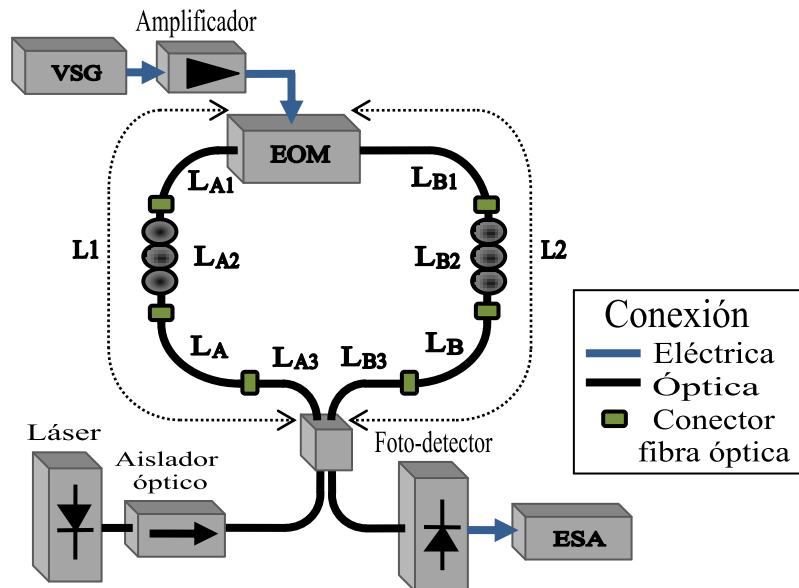 Amplificador
VSG
EOM
LA1
LB1
L1
LA2
LB2
L2
LA
LA3
LB3
LB
Conexión
Eléctrica
Óptica
Conector
fibra óptica
Láser
Aislador
óptico
Foto-detector
ESA